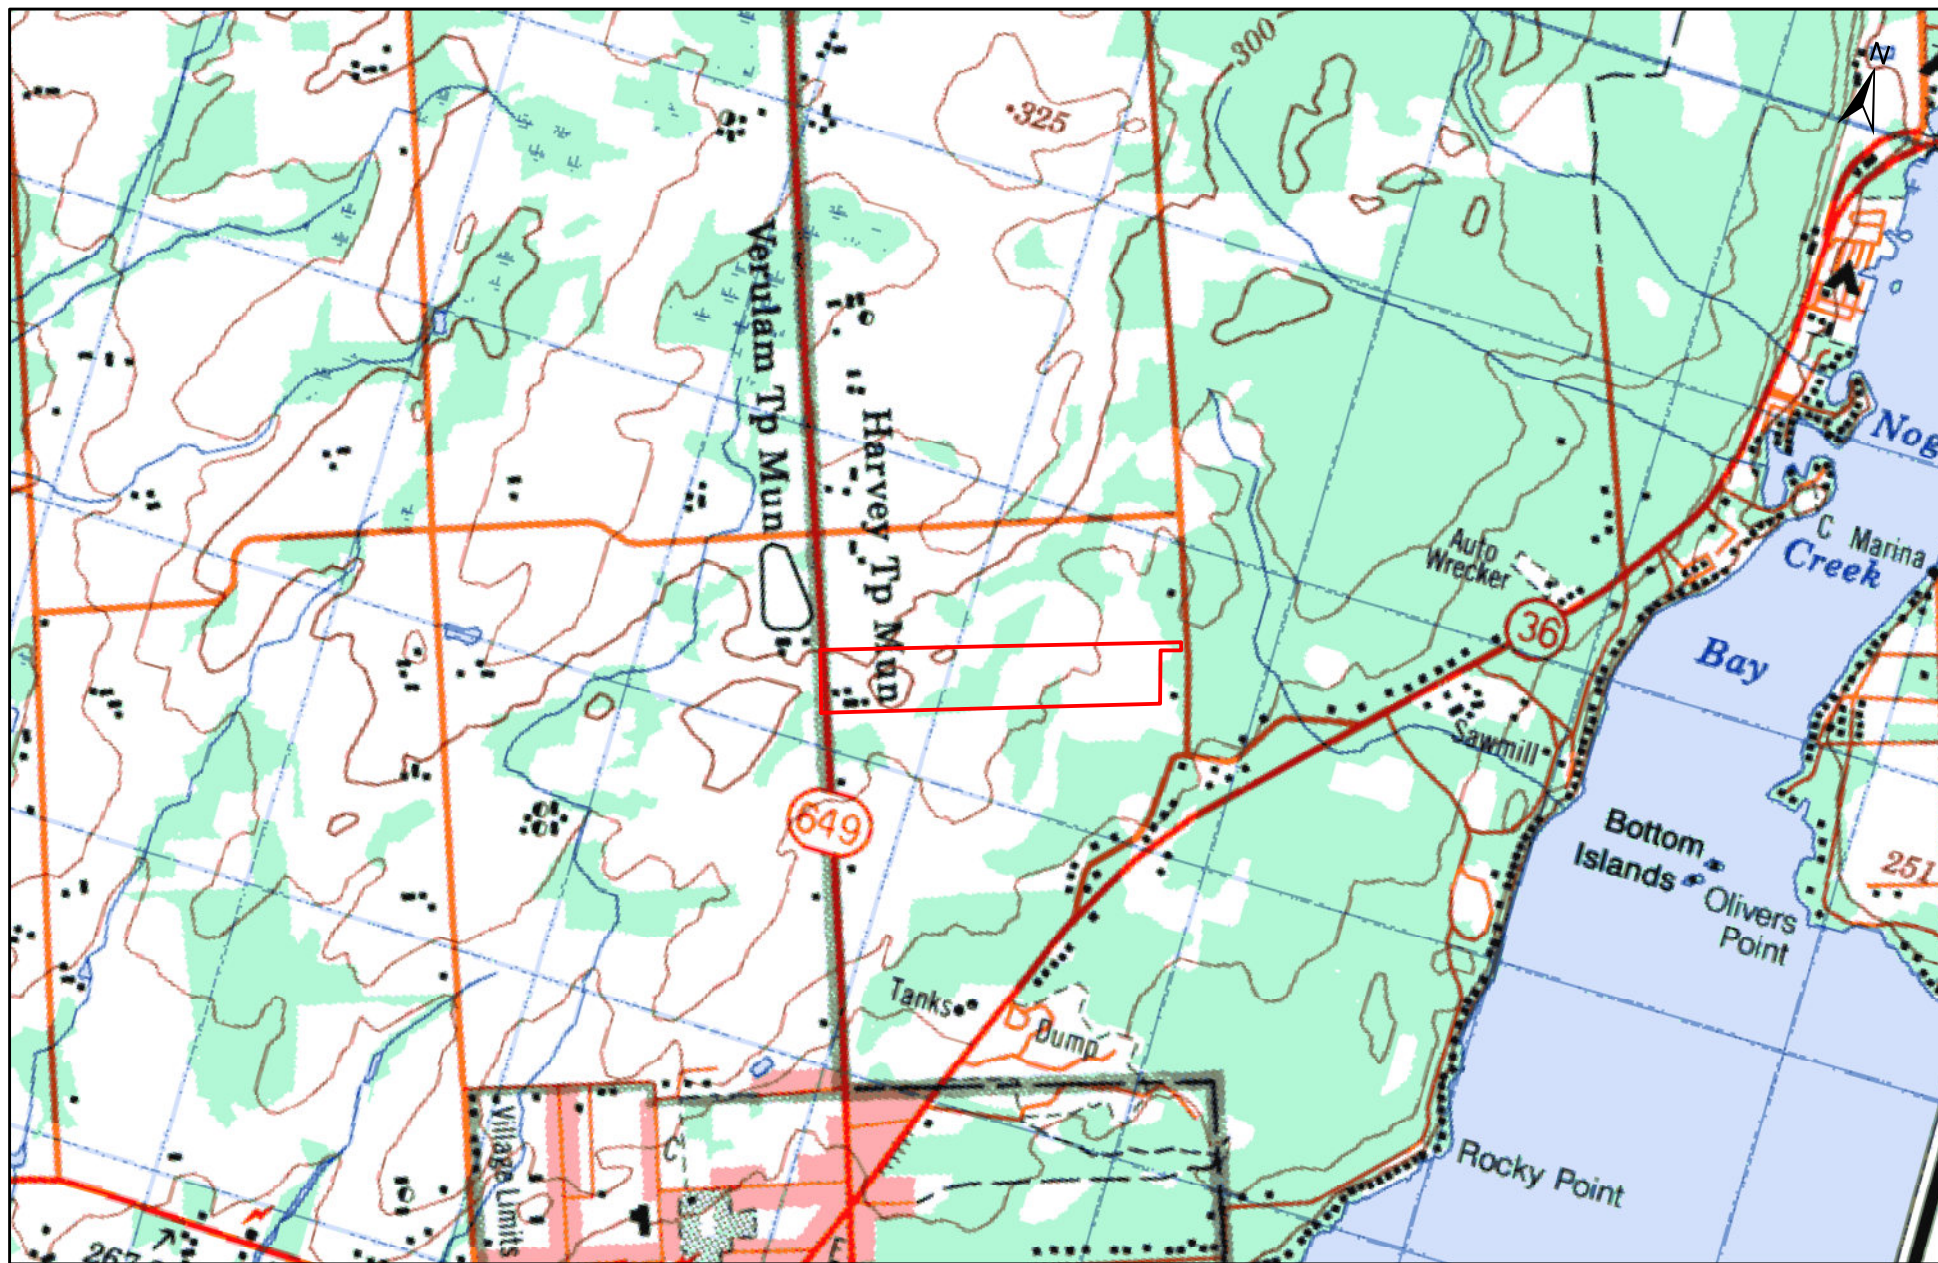 N
300
•325
Verulam Tp Mun
Harvey Tp Mun
Nog
C Marina
Creek
Auto
Wrecker
36
Bay
Sawmill
649
Bottom
Islands
Olivers
Point
251
Tanks
Dump
Village Limits
C
Rocky Point
267
E